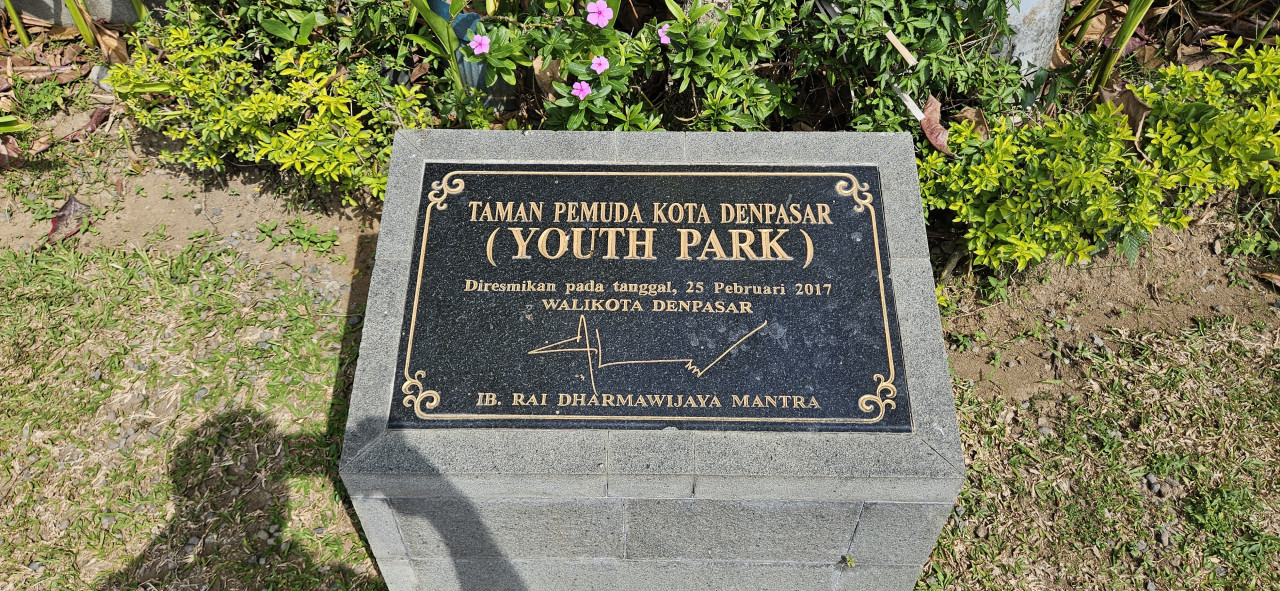 TAMAN PEMUDA KOTA DENPASAR
(YOUTH PARK)
Diresmikan pada tanggal, 25 Pebruari 2017
WALIKOTA DENPASAR
IB. RAI DHARMAWIJAYA MANTRA